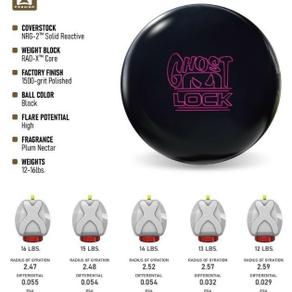 COVERSTOCK
NRG-2™ Solid Reactive
WEIGHT BLOCK
RAD-X™ Core
FACTORY FINISH
1500-grit Polished
BALL COLOR
Black
FLARE POTENTIAL
High
FRAGRANCE
Plum Nectar
WEIGHTS
12-16lbs.
GHOST
LOCK
16 LBS. 15 LBS. 14 LBS. 13 LBS. 12 LBS.
RADIUS OF GYRATION RADIUS OF GYRATION RADIUS OF GYRATION RADIUS OF GYRATION RADIUS OF GYRATION
2.47 2.48 2.52 2.57 2.59
DIFFERENTIAL DIFFERENTIAL DIFFERENTIAL DIFFERENTIAL DIFFERENTIAL
0.055 0.054 0.054 0.032 0.029